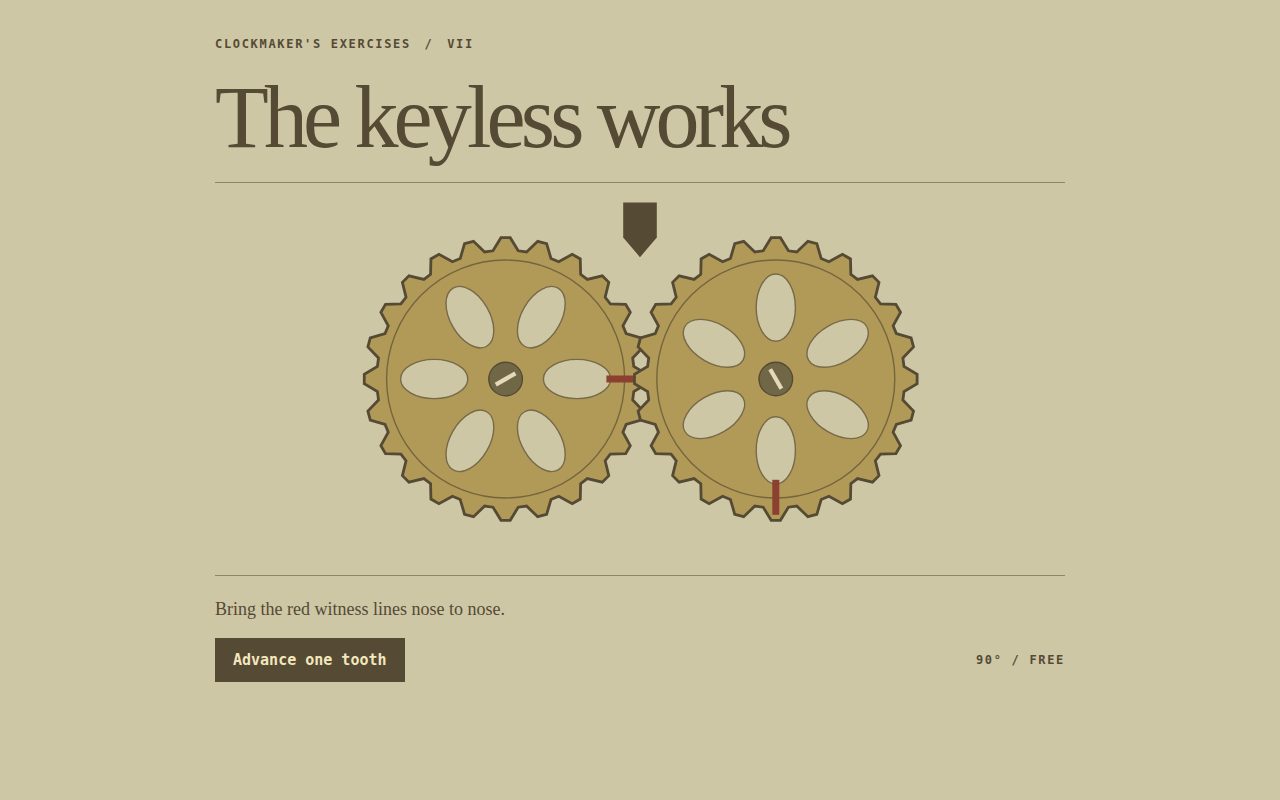 CLOCKMAKER'S EXERCISES / VII
The keyless works
Bring the red witness lines nose to nose.
Advance one tooth
90° / FREE